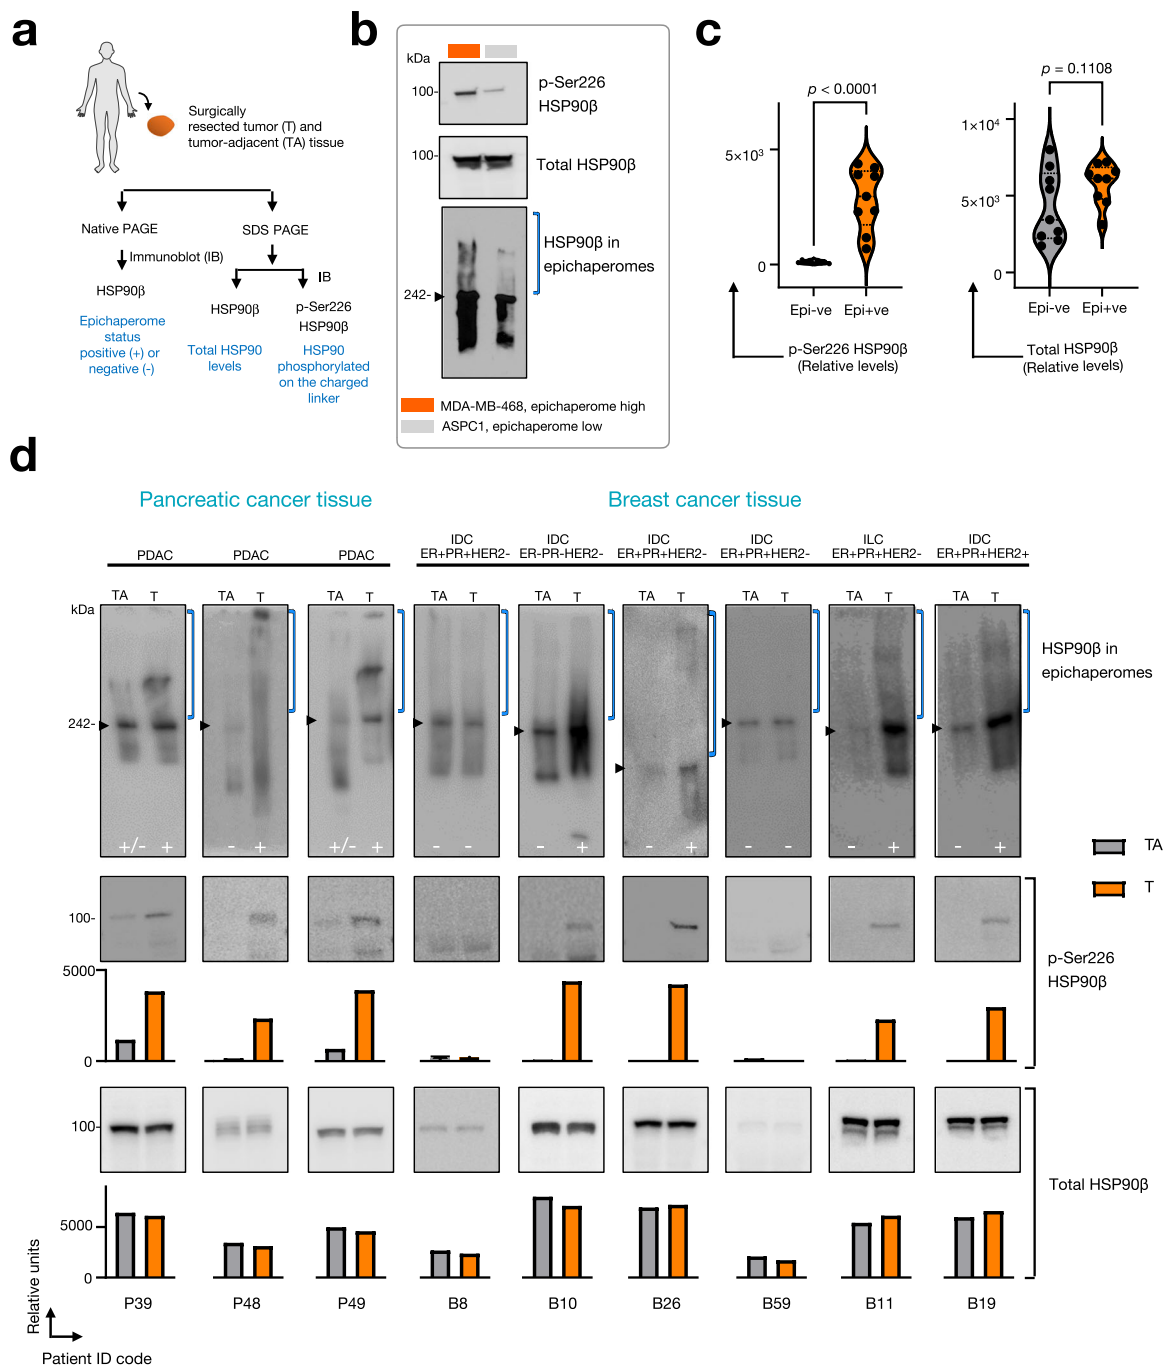 a
Surgically
resected tumor (T) and
tumor-adjacent (TA) tissue
Native PAGE
SDS PAGE
Immunoblot (IB)
IB
HSP90β
HSP90β
p-Ser226
HSP90β
Epichaperome
status
positive (+) or
negative (-)
Total HSP90
levels
HSP90
phosphorylated
on the charged
linker
b
kDa
100-
p-Ser226
HSP90β
100-
Total HSP90β
HSP90β in
epichaperomes
242-
MDA-MB-468, epichaperome high
ASPC1, epichaperome low
c
p < 0.0001
5×10³
0
Epi-ve Epi+ve
p-Ser226 HSP90β
(Relative levels)
p = 0.1108
1×10⁴
5×10³
0
Epi-ve Epi+ve
Total HSP90β
(Relative levels)
d
Pancreatic cancer tissue
Breast cancer tissue
PDAC PDAC PDAC
IDC IDC IDC IDC ILC IDC
ER+PR+HER2- ER-PR-HER2- ER+PR+HER2- ER+PR+HER2- ER+PR+HER2- ER+PR+HER2+
TA T TA T TA T TA T TA T TA T TA T TA T TA T
kDa
242-
HSP90β in
epichaperomes
+/- + - + +/- + - - - + - + - - - + - +
TA
T
100-
p-Ser226
HSP90β
5000
0
100-
Total HSP90β
5000
0
Relative units
P39 P48 P49 B8 B10 B26 B59 B11 B19
Patient ID code